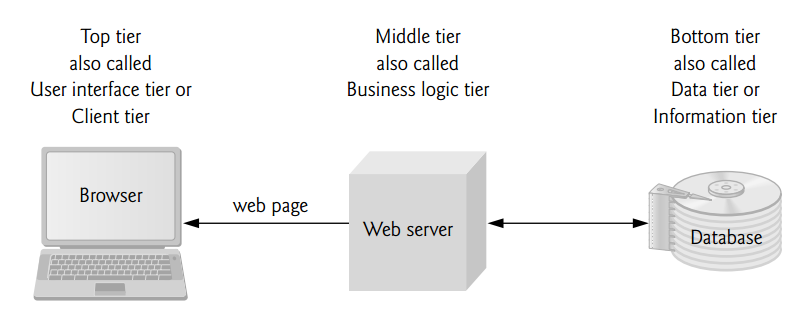 Top tier
also called
User interface tier or
Client tier
Middle tier
also called
Business logic tier
Bottom tier
also called
Data tier or
Information tier
Browser
web page
Web server
Database